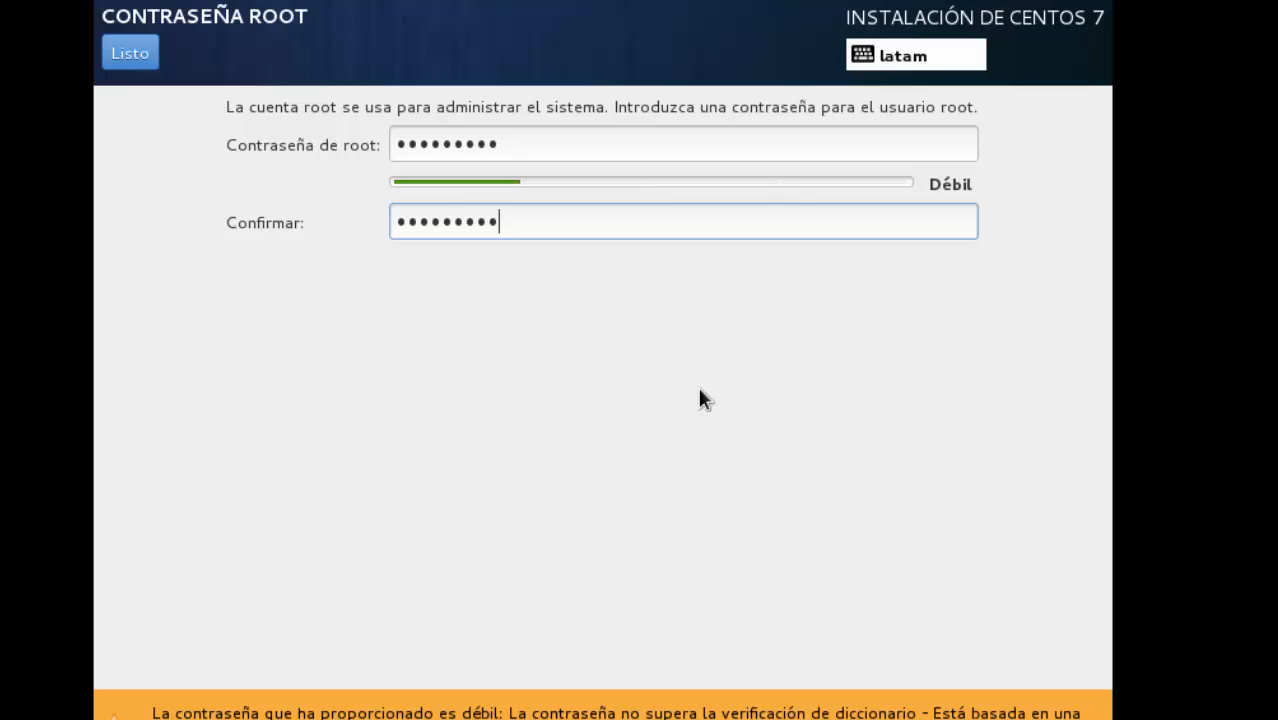 CONTRASEÑA ROOT
INSTALACIÓN DE CENTOS 7
Listo
latam
La cuenta root se usa para administrar el sistema. Introduzca una contraseña para el usuario root.
Contraseña de root: •••••••••
Débil
Confirmar: •••••••••
La contraseña que ha proporcionado es débil: La contraseña no supera la verificación de diccionario - Está basada en una